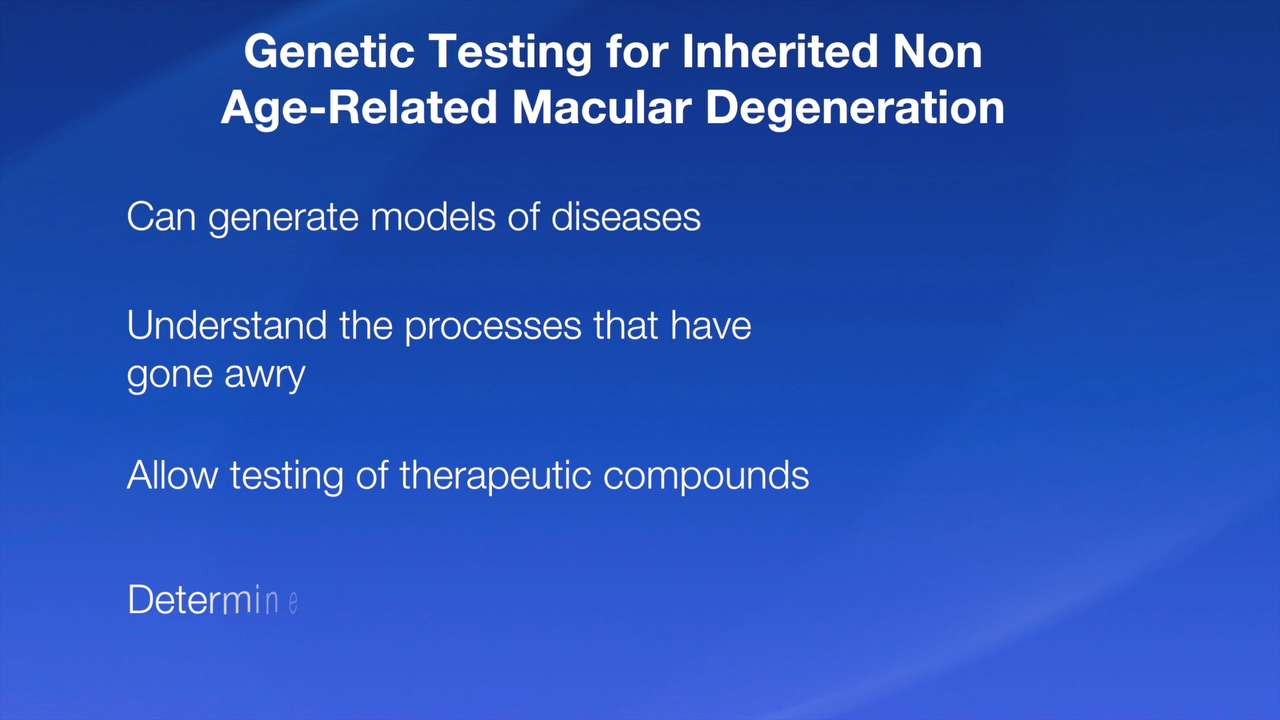 Genetic Testing for Inherited Non
Age-Related Macular Degeneration
Can generate models of diseases
Understand the processes that have
gone awry
Allow testing of therapeutic compounds
Determine